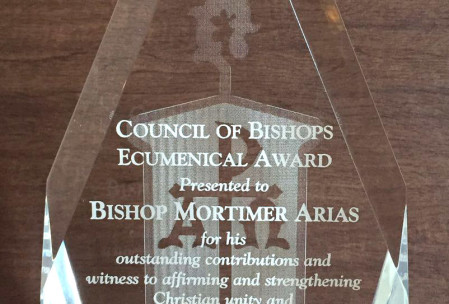 COUNCIL OF BISHOPS
ECUMENICAL AWARD
Presented to
BISHOP MORTIMER ARIAS
for his
outstanding contributions and
witness to affirming and strengthening
Christian unity and